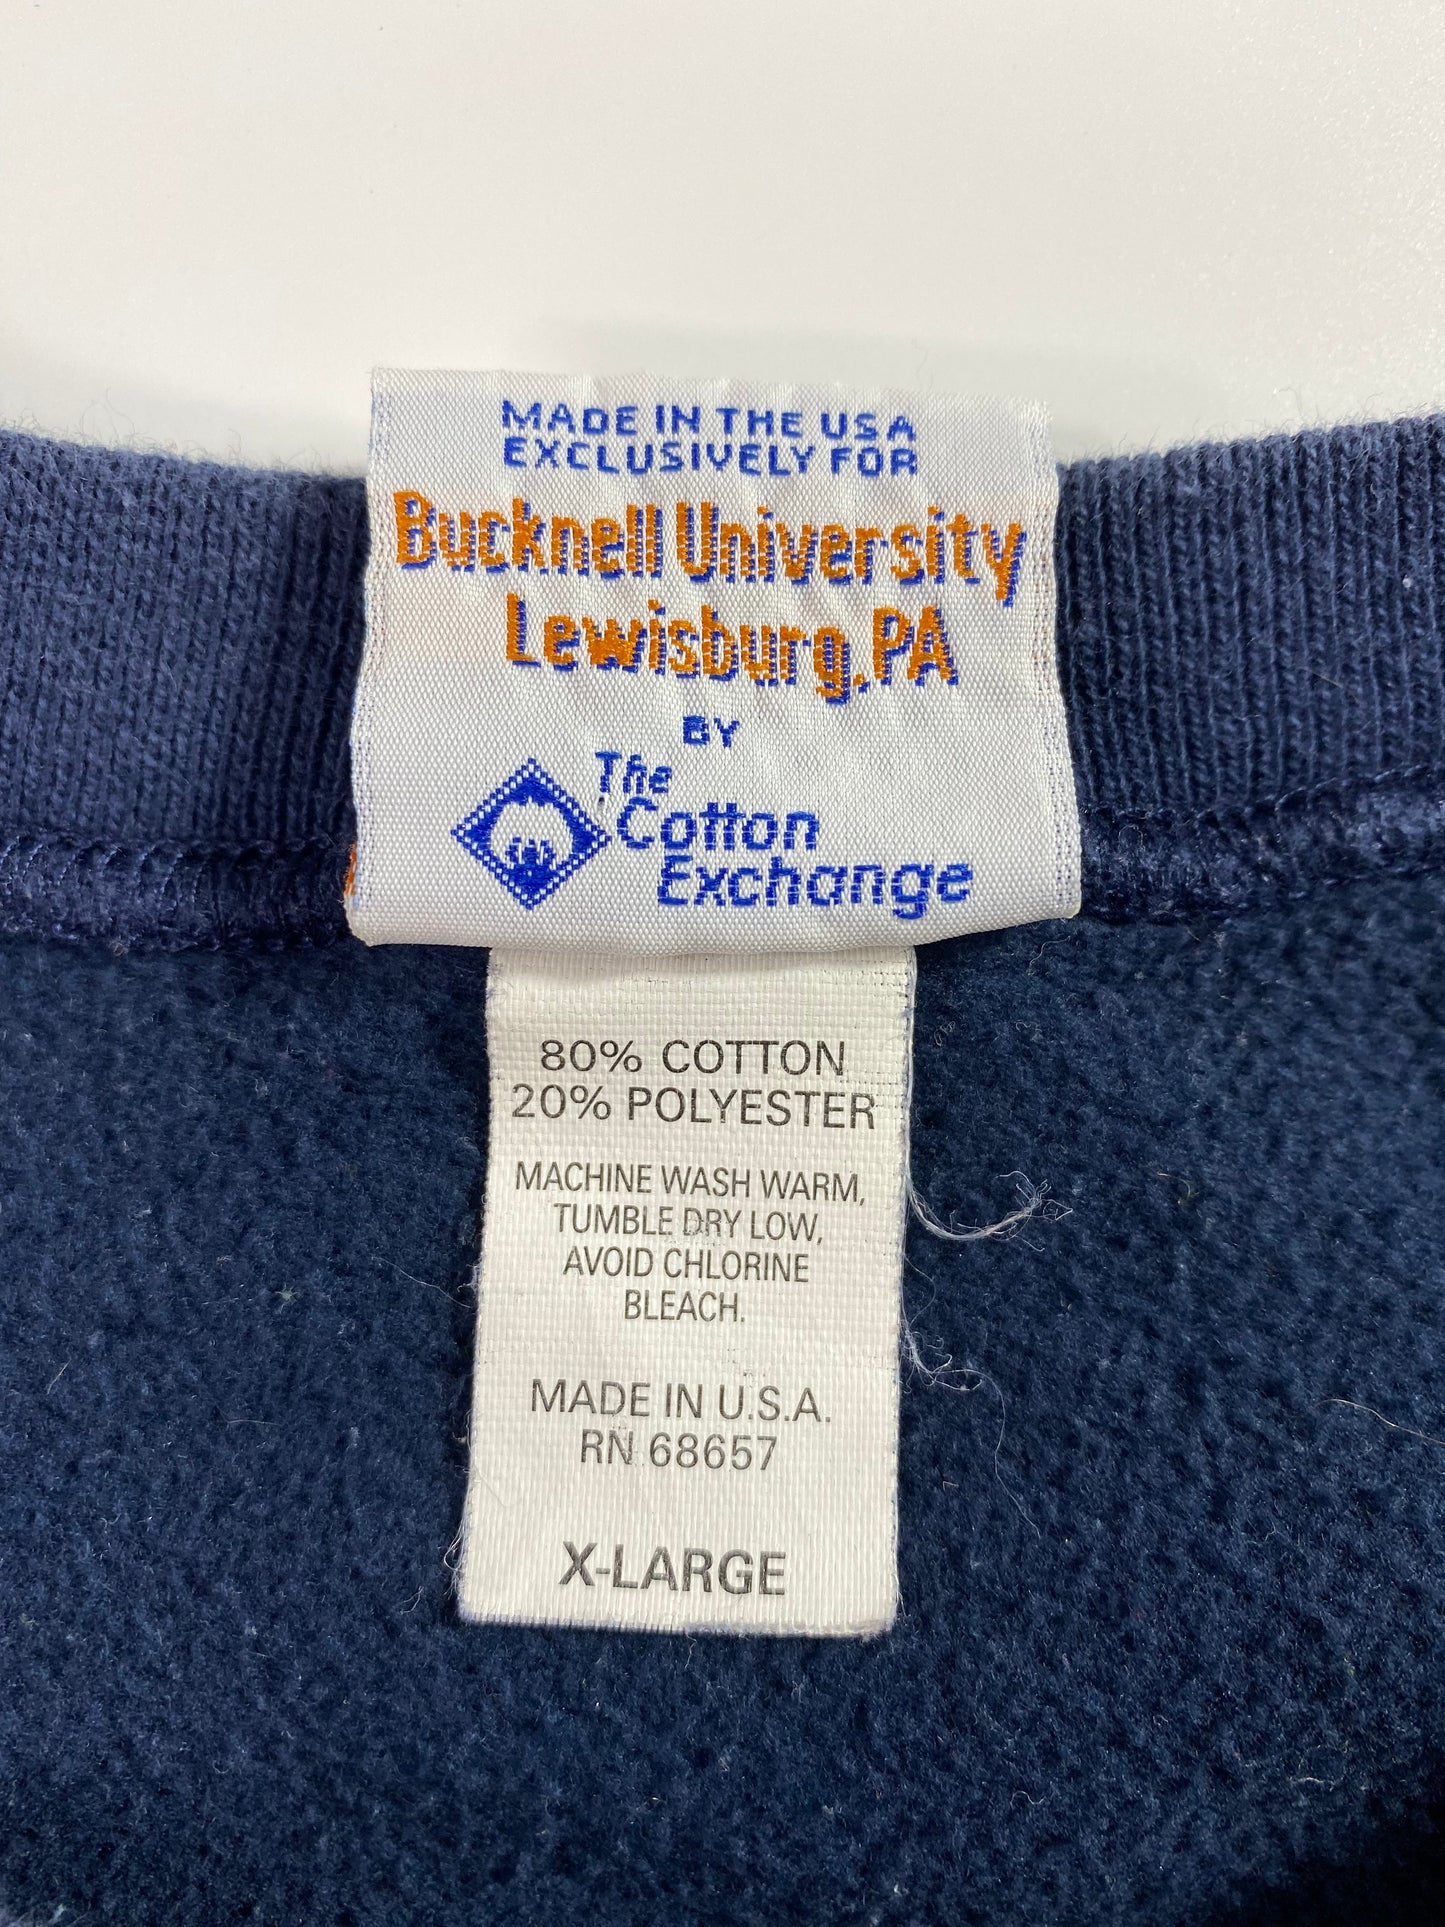 MADE IN THE USA
EXCLUSIVELY FOR
Bucknell University
Lewisburg, PA
BY
The
Cotton
Exchange
80% COTTON
20% POLYESTER
MACHINE WASH WARM,
TUMBLE DRY LOW,
AVOID CHLORINE
BLEACH.
MADE IN U.S.A.
RN 68657
X-LARGE